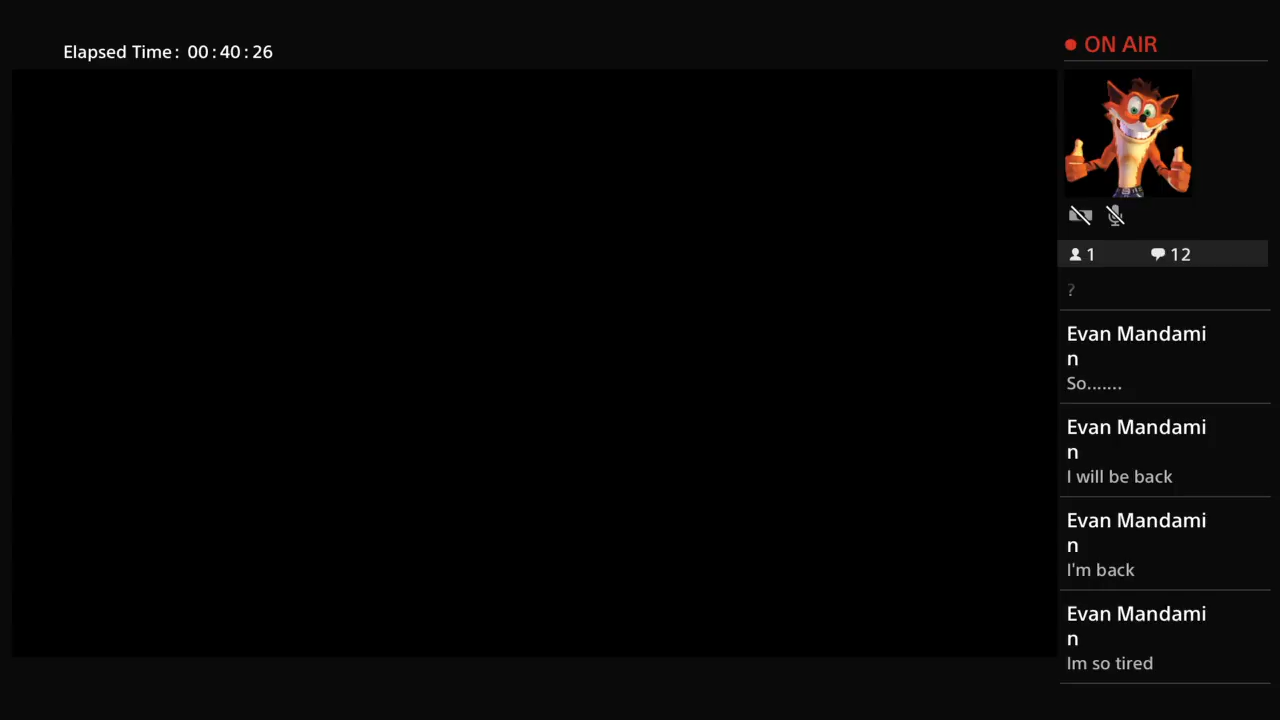 Elapsed Time: 00:40:26
ON AIR
1 12
?
Evan Mandami
n
So.......
Evan Mandami
n
I will be back
Evan Mandami
n
I'm back
Evan Mandami
n
Im so tired